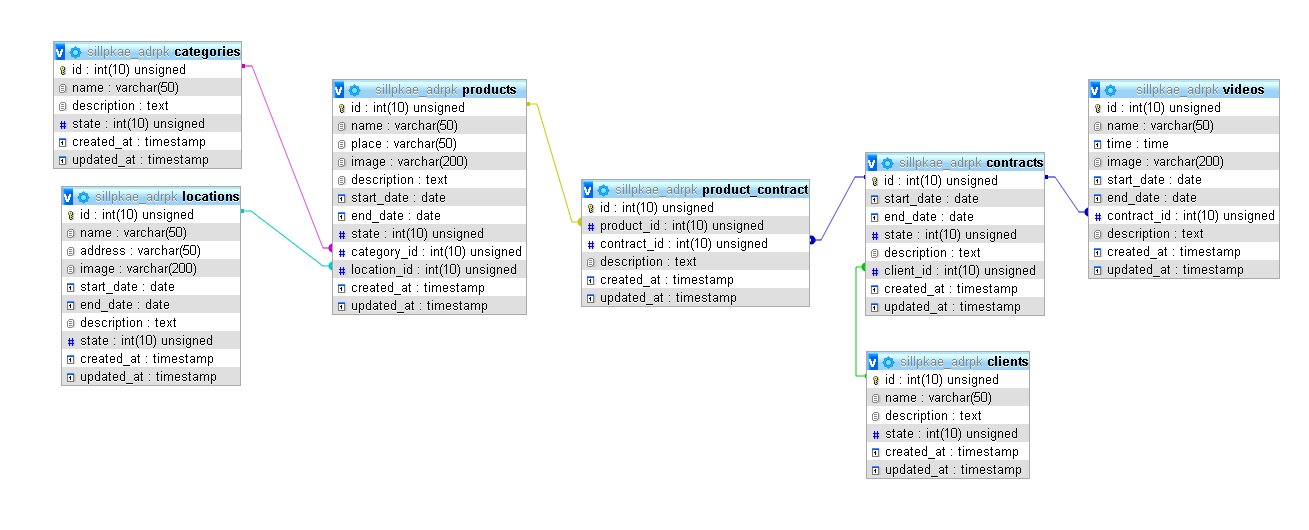 v sillpkae_adrpk categories
id : int(10) unsigned
name : varchar(50)
description : text
# state : int(10) unsigned
created_at : timestamp
updated_at : timestamp
v sillpkae_adrpk locations
id : int(10) unsigned
name : varchar(50)
address : varchar(50)
image : varchar(200)
start_date : date
end_date : date
description : text
# state : int(10) unsigned
created_at : timestamp
updated_at : timestamp
v sillpkae_adrpk products
id : int(10) unsigned
name : varchar(50)
place : varchar(50)
image : varchar(200)
description : text
start_date : date
end_date : date
# state : int(10) unsigned
# category_id : int(10) unsigned
# location_id : int(10) unsigned
created_at : timestamp
updated_at : timestamp
v sillpkae_adrpk product_contract
id : int(10) unsigned
# product_id : int(10) unsigned
# contract_id : int(10) unsigned
description : text
created_at : timestamp
updated_at : timestamp
v sillpkae_adrpk contracts
id : int(10) unsigned
start_date : date
end_date : date
# state : int(10) unsigned
description : text
# client_id : int(10) unsigned
created_at : timestamp
updated_at : timestamp
v sillpkae_adrpk clients
id : int(10) unsigned
name : varchar(50)
description : text
# state : int(10) unsigned
created_at : timestamp
updated_at : timestamp
v sillpkae_adrpk videos
id : int(10) unsigned
name : varchar(50)
time : time
image : varchar(200)
start_date : date
end_date : date
# contract_id : int(10) unsigned
description : text
created_at : timestamp
updated_at : timestamp